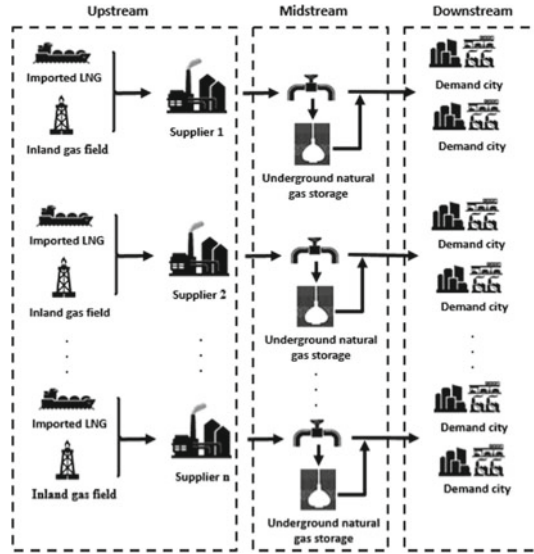 Upstream
Midstream
Downstream
Imported LNG
Inland gas field
Supplier 1
Underground natural
gas storage
Demand city
Demand city
Imported LNG
Inland gas field
Supplier 2
Underground natural
gas storage
Demand city
Demand city
Imported LNG
Inland gas field
Supplier n
Underground natural
gas storage
Demand city
Demand city